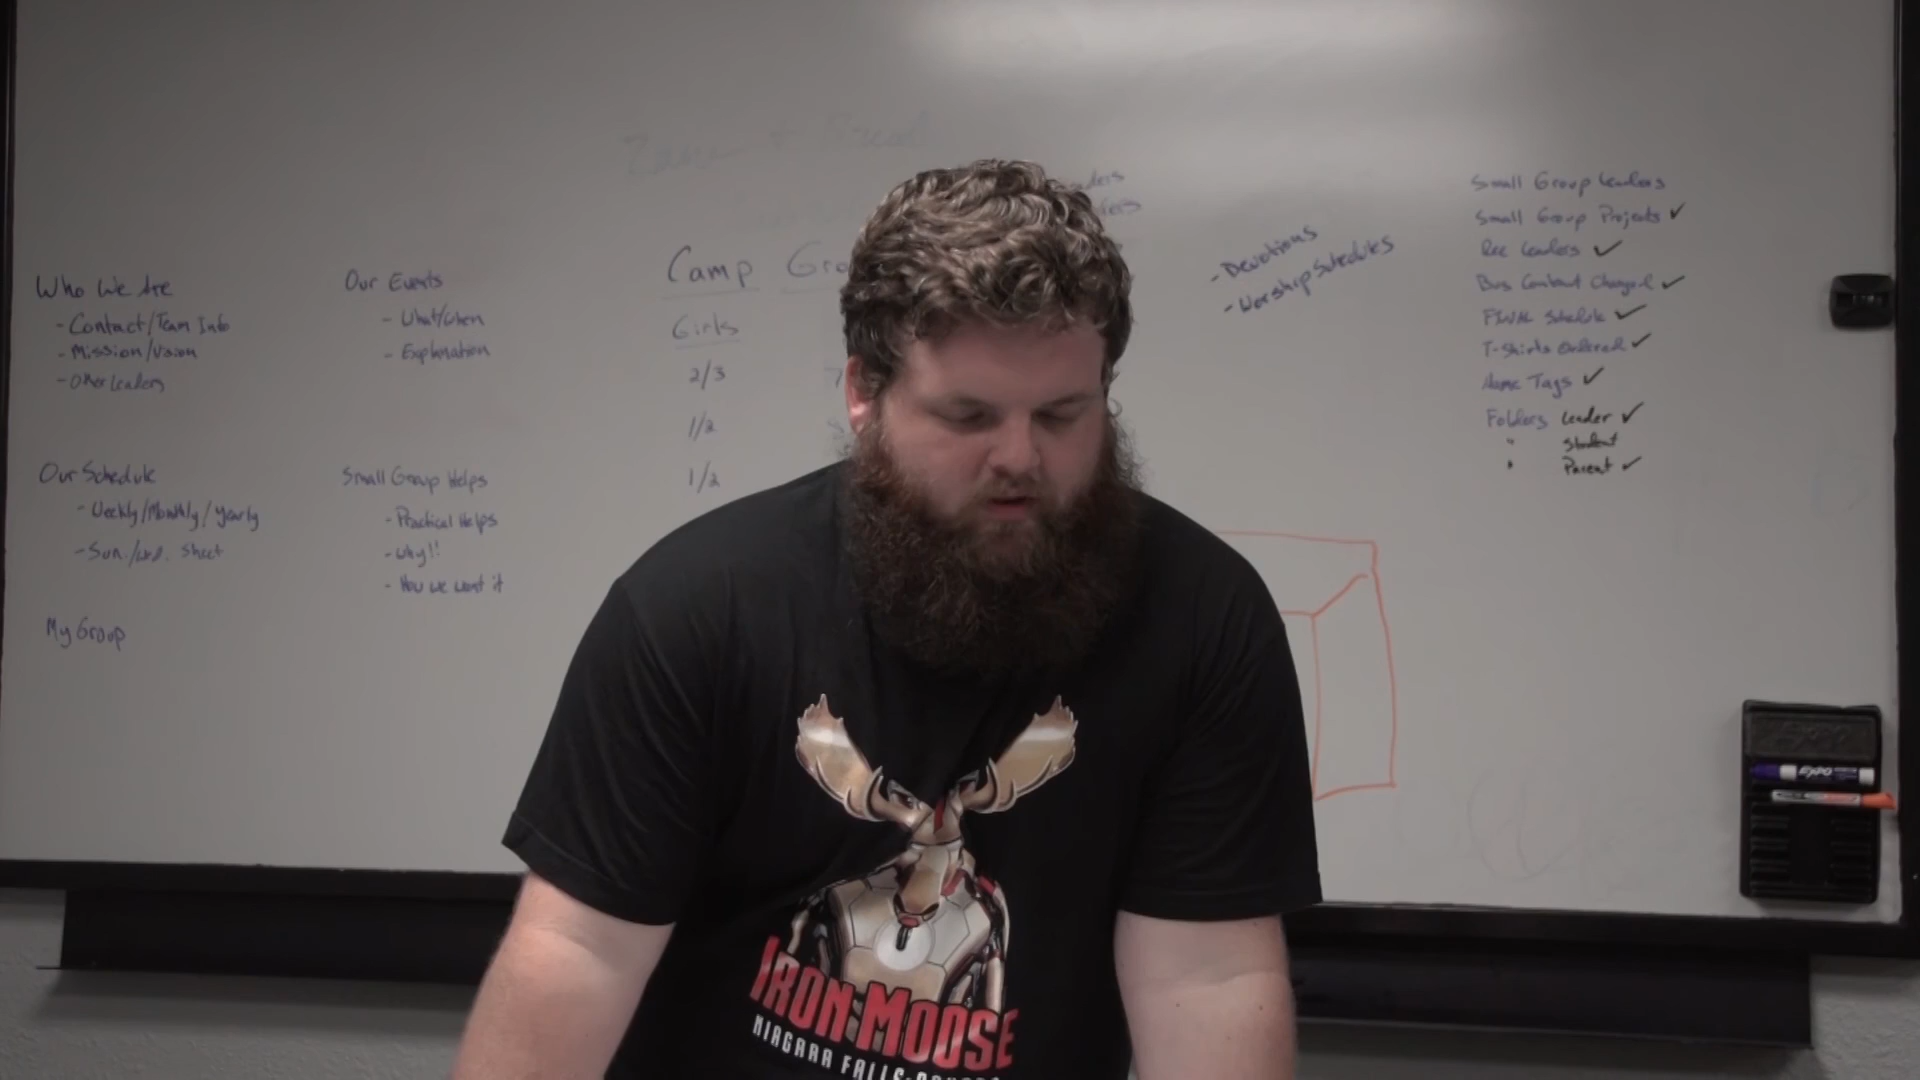 Who We Are
- Contact/Team Info
- Mission/Vision
- Other Leaders
Our Schedule
- Weekly/Monthly/Yearly
- Sun./Wed. Sheet
My Group
Our Events
- What/When
- Explanation
Small Group Helps
- Practical Helps
- Why!!
- How we want it
Camp Gro
Girls
2/3 7
1/2
1/2
- Devotions
- Worship Schedules
Small Group Leaders
Small Group Projects ✓
Rec Leaders ✓
Bus Contract Changed ✓
FINAL Schedule ✓
T-Shirts Ordered ✓
Name Tags ✓
Folders Leader ✓
" Student
" Parent ✓
EXPO
IRON MOOSE
NIAGARA FALLS